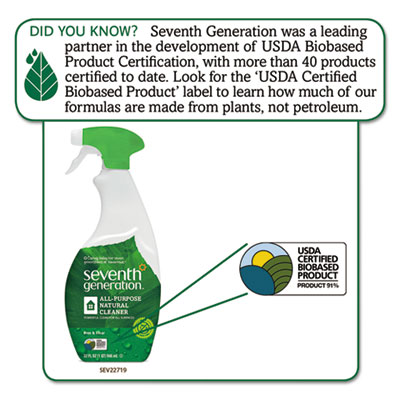 DID YOU KNOW? Seventh Generation was a leading
partner in the development of USDA Biobased
Product Certification, with more than 40 products
certified to date. Look for the ‘USDA Certified
Biobased Product’ label to learn how much of our
formulas are made from plants, not petroleum.
seventh
generation.
ALL-PURPOSE
NATURAL
CLEANER
free & clear
USDA
CERTIFIED
BIOBASED
PRODUCT
PRODUCT 91%
SEV22719